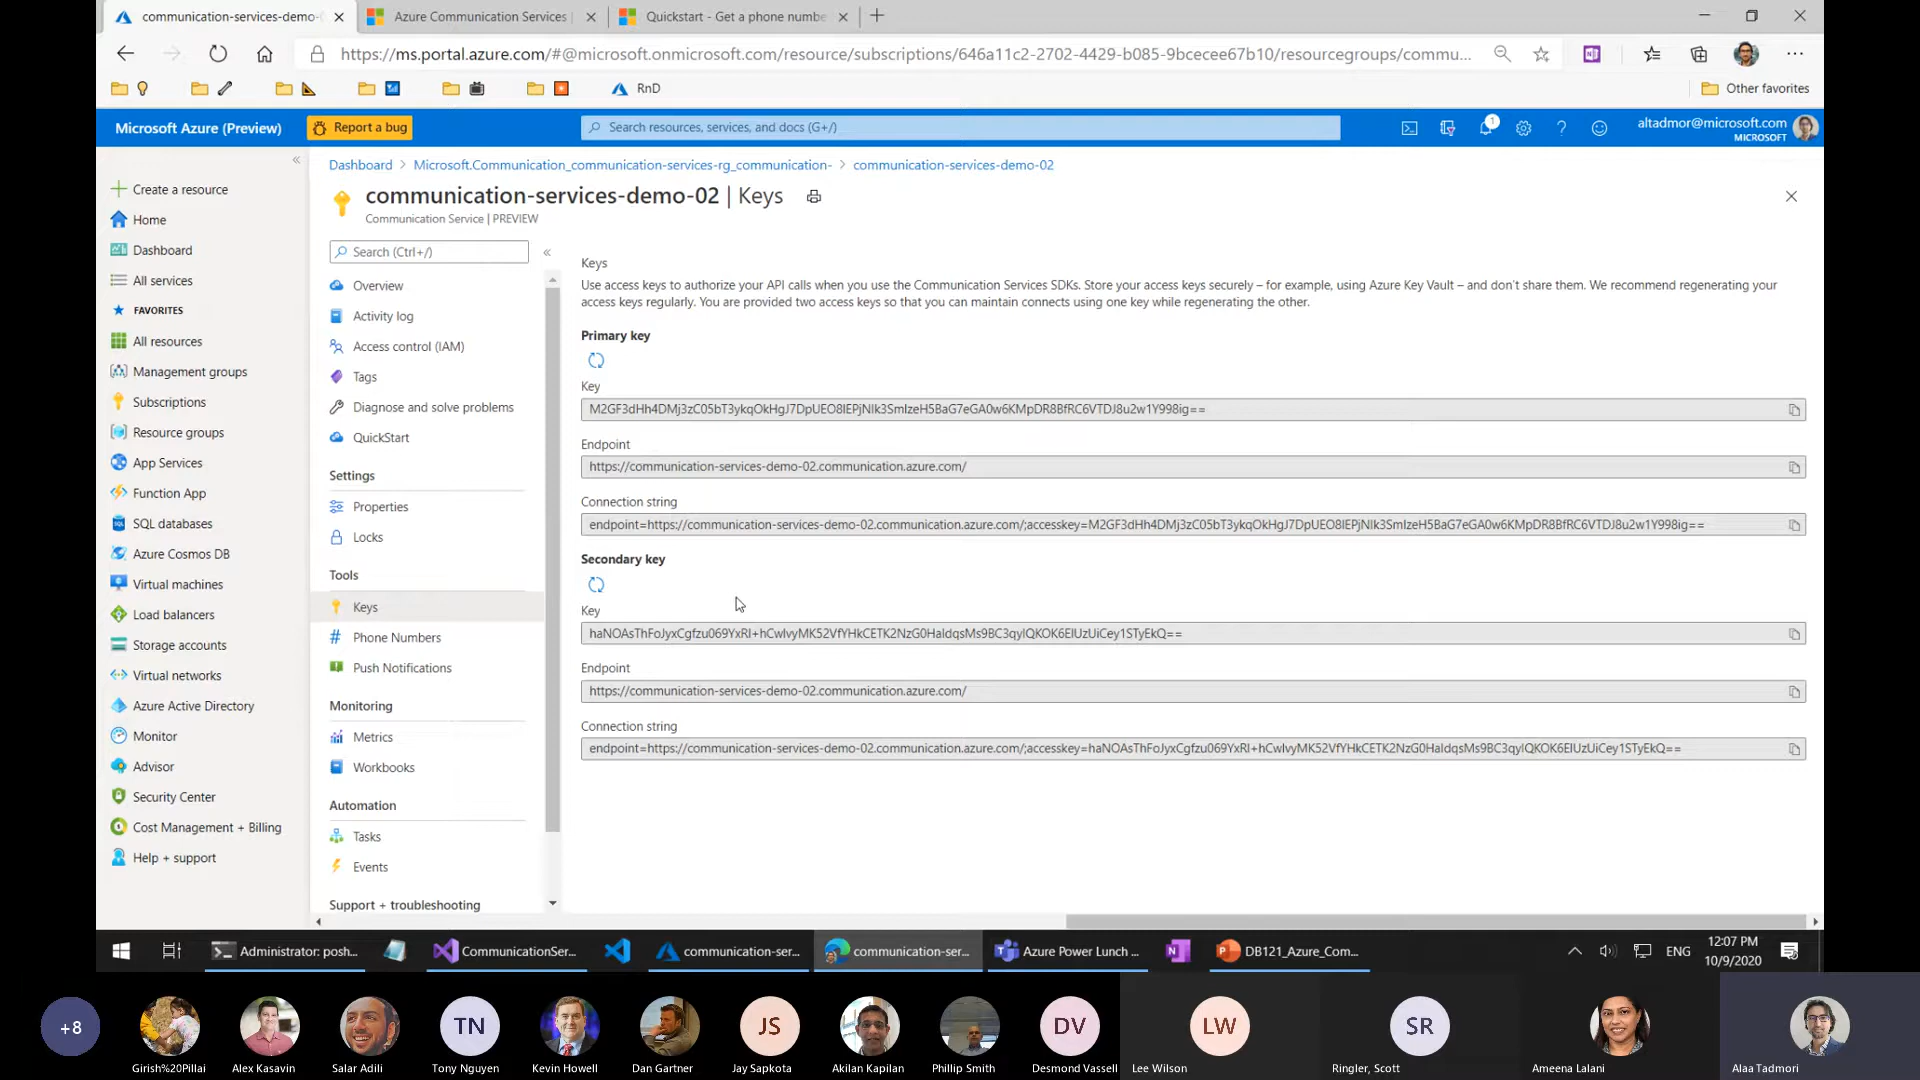 communication-services-demo-0
Azure Communication Services |
Quickstart - Get a phone numbe
https://ms.portal.azure.com/#@microsoft.onmicrosoft.com/resource/subscriptions/646a11c2-2702-4429-b085-9bcecee67b10/resourcegroups/commu...
RnD
Other favorites
Microsoft Azure (Preview)
Report a bug
Search resources, services, and docs (G+/)
1
altadmor@microsoft.com
MICROSOFT
Dashboard > Microsoft.Communication_communication-services-rg_communication- > communication-services-demo-02
communication-services-demo-02 | Keys
Communication Service | PREVIEW
Create a resource
Home
Dashboard
All services
FAVORITES
All resources
Management groups
Subscriptions
Resource groups
App Services
Function App
SQL databases
Azure Cosmos DB
Virtual machines
Load balancers
Storage accounts
Virtual networks
Azure Active Directory
Monitor
Advisor
Security Center
Cost Management + Billing
Help + support
Search (Ctrl+/)
Overview
Activity log
Access control (IAM)
Tags
Diagnose and solve problems
QuickStart
Settings
Properties
Locks
Tools
Keys
Phone Numbers
Push Notifications
Monitoring
Metrics
Workbooks
Automation
Tasks
Events
Support + troubleshooting
Keys
Use access keys to authorize your API calls when you use the Communication Services SDKs. Store your access keys securely – for example, using Azure Key Vault – and don't share them. We recommend regenerating your
access keys regularly. You are provided two access keys so that you can maintain connects using one key while regenerating the other.
Primary key
Key
Endpoint
https://communication-services-demo-02.communication.azure.com/
Connection string
Secondary key
Key
Endpoint
https://communication-services-demo-02.communication.azure.com/
Connection string
Administrator: posh...
CommunicationSer...
communication-ser...
communication-ser...
Azure Power Lunch ...
DB121_Azure_Com...
ENG
12:07 PM
10/9/2020
+8
TN
JS
DV
LW
SR
Girish%20Pillai
Alex Kasavin
Salar Adili
Tony Nguyen
Kevin Howell
Dan Gartner
Jay Sapkota
Akilan Kapilan
Phillip Smith
Desmond Vassell
Lee Wilson
Ringler, Scott
Ameena Lalani
Alaa Tadmori